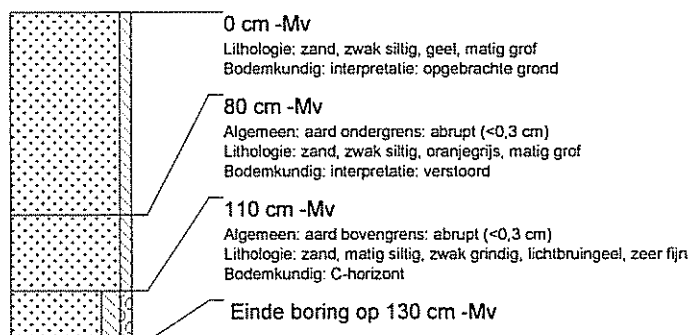 0 cm -Mv
Lithologie: zand, zwak siltig, geel, matig grof
Bodemkundig: interpretatie: opgebrachte grond
80 cm -Mv
Algemeen: aard ondergrens: abrupt (<0,3 cm)
Lithologie: zand, zwak siltig, oranjegrijs, matig grof
Bodemkundig: interpretatie: verstoord
110 cm -Mv
Algemeen: aard bovengrens: abrupt (<0,3 cm)
Lithologie: zand, matig siltig, zwak grindig, lichtbruingeel, zeer fijn
Bodemkundig: C-horizont
Einde boring op 130 cm -Mv